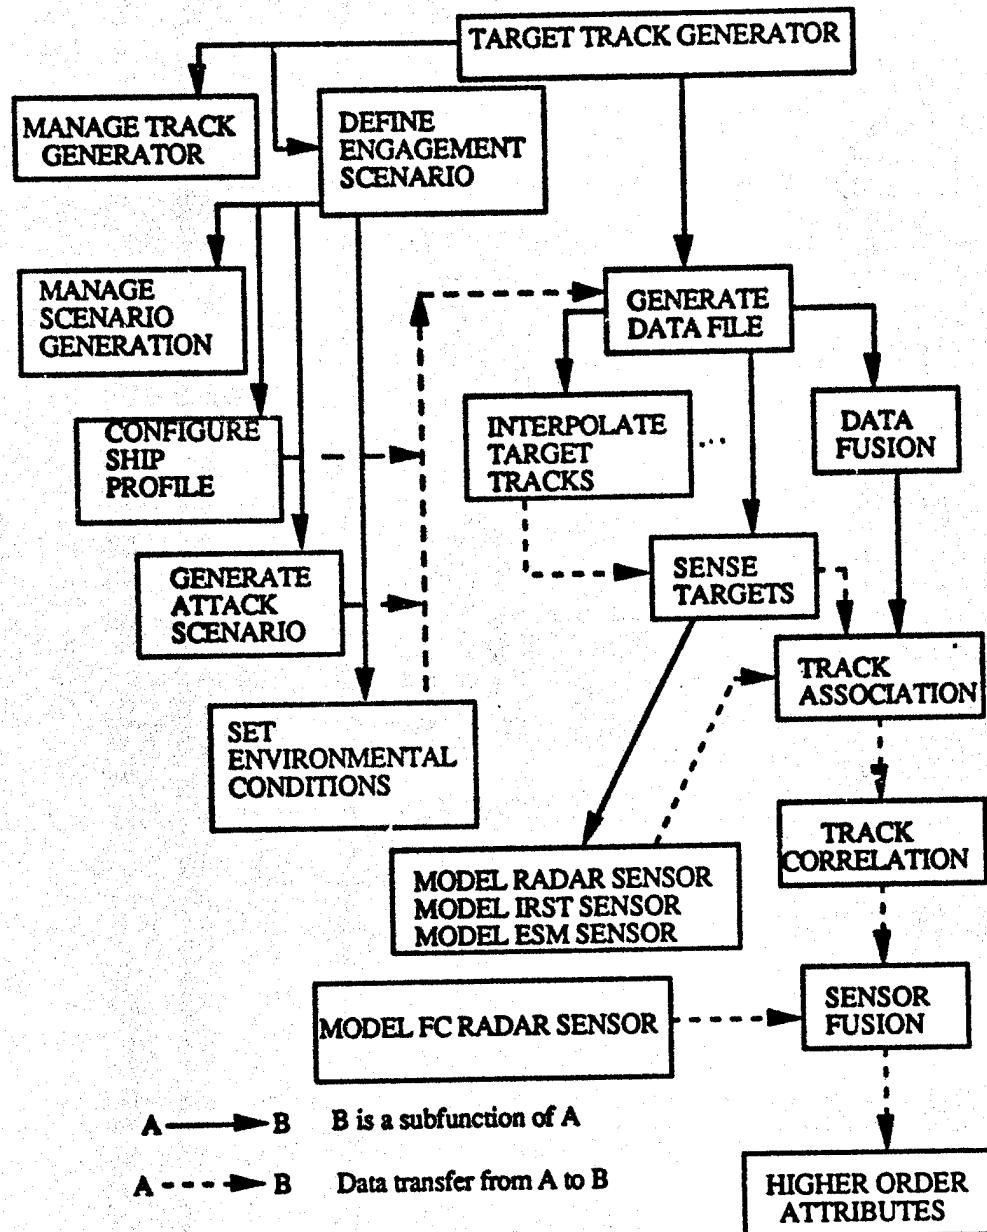 TARGET TRACK GENERATOR
MANAGE TRACK
GENERATOR
DEFINE
ENGAGEMENT
SCENARIO
MANAGE
SCENARIO
GENERATION
GENERATE
DATA FILE
CONFIGURE
SHIP
PROFILE
INTERPOLATE
TARGET
TRACKS
...
DATA
FUSION
GENERATE
ATTACK
SCENARIO
SENSE
TARGETS
TRACK
ASSOCIATION
SET
ENVIRONMENTAL
CONDITIONS
TRACK
CORRELATION
MODEL RADAR SENSOR
MODEL IRST SENSOR
MODEL ESM SENSOR
SENSOR
FUSION
MODEL FC RADAR SENSOR
A B B is a subfunction of A
A B Data transfer from A to B
HIGHER ORDER
ATTRIBUTES